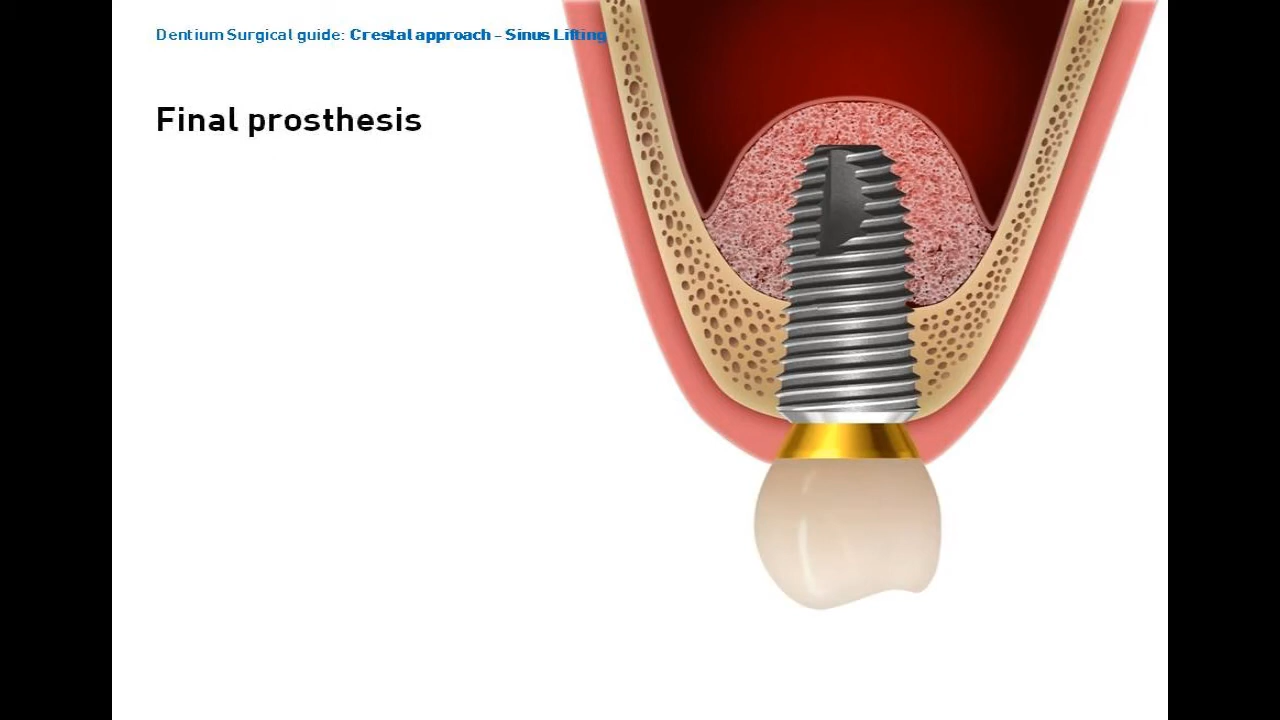 Dentium Surgical guide: Crestal approach - Sinus Lifting
Final prosthesis